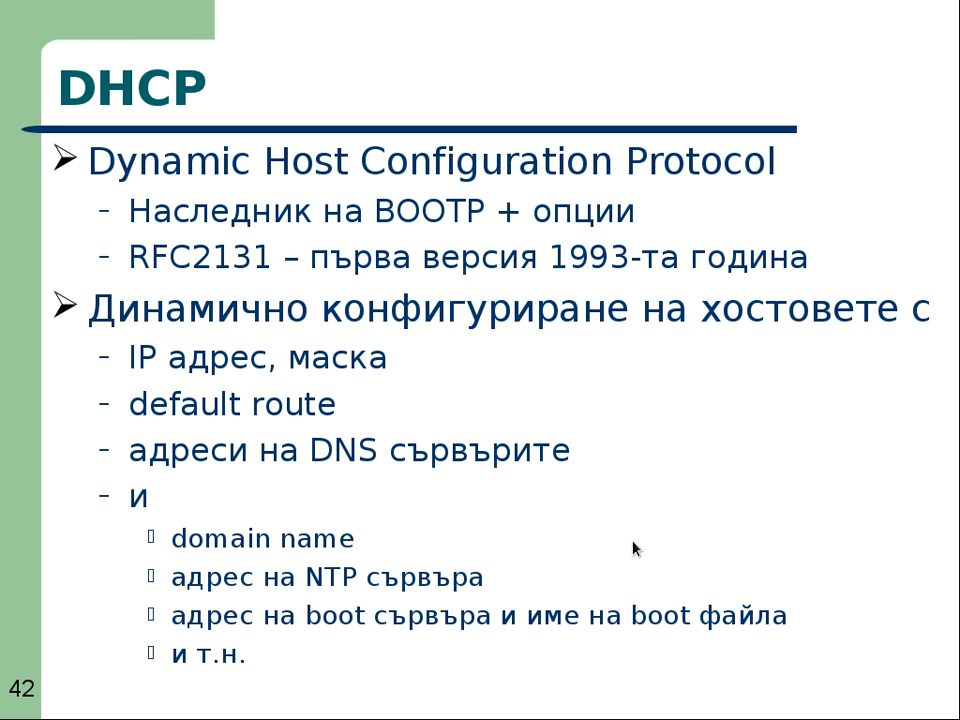 DHCP
Dynamic Host Configuration Protocol
– Наследник на BOOTP + опции
– RFC2131 – първа версия 1993-та година
Динамично конфигуриране на хостовете с
– IP адрес, маска
– default route
– адреси на DNS сървърите
– и
domain name
адрес на NTP сървъра
адрес на boot сървъра и име на boot файла
и т.н.
42